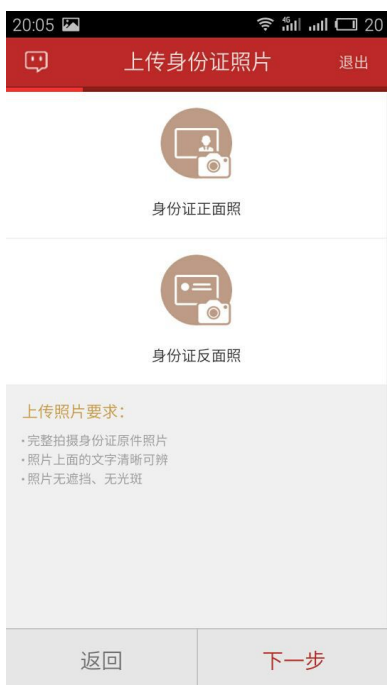 20:05
4G
20
上传身份证照片
退出
身份证正面照
身份证反面照
上传照片要求：
·完整拍摄身份证原件照片
·照片上面的文字清晰可辨
·照片无遮挡、无光斑
返回
下一步